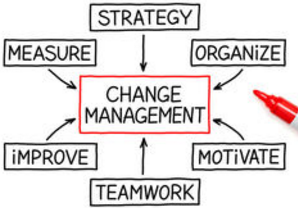 STRATEGY
MEASURE
ORGANiZE
CHANGE
MANAGEMENT
iMPROVE
MOTiVATE
TEAMWORK